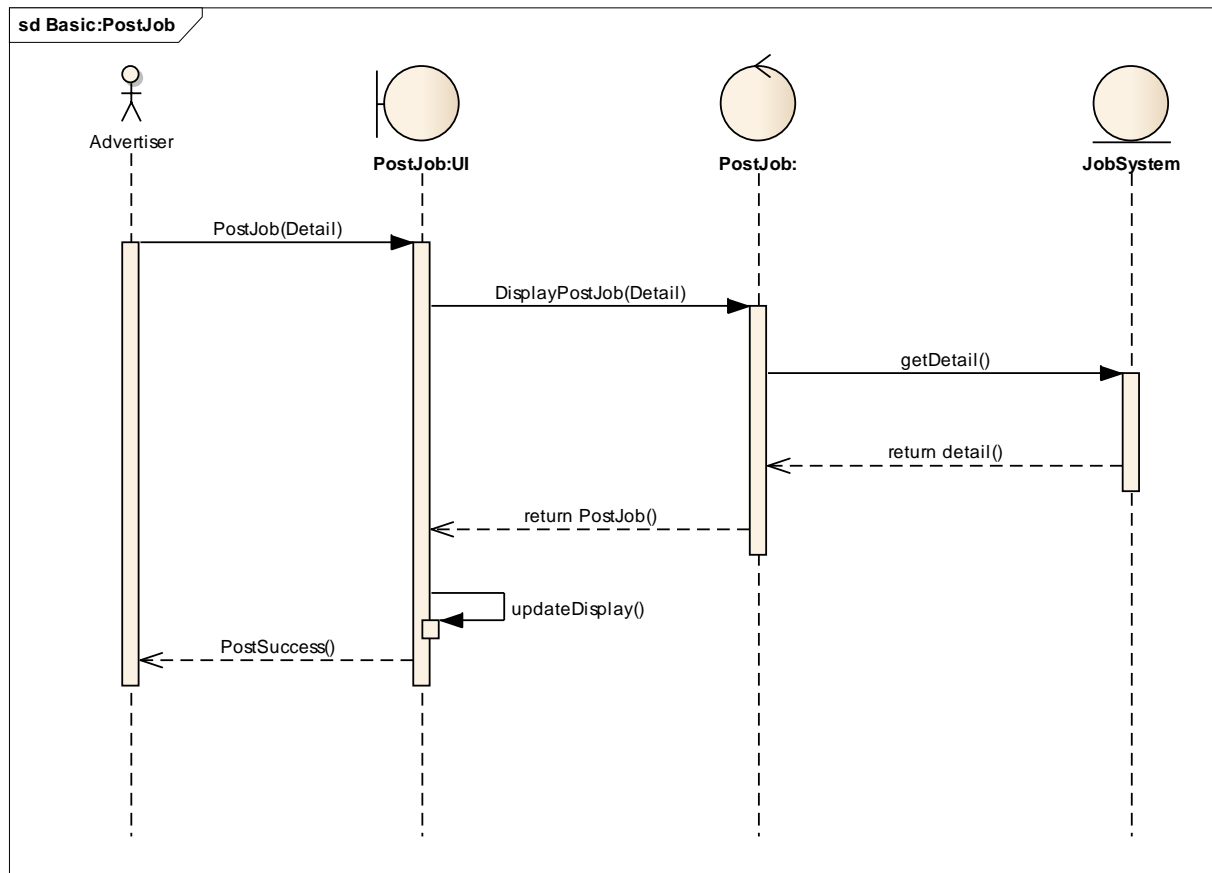 sd Basic:PostJob
Advertiser
PostJob:UI
PostJob:
JobSystem
PostJob(Detail)
DisplayPostJob(Detail)
getDetail()
return detail()
return PostJob()
updateDisplay()
PostSuccess()